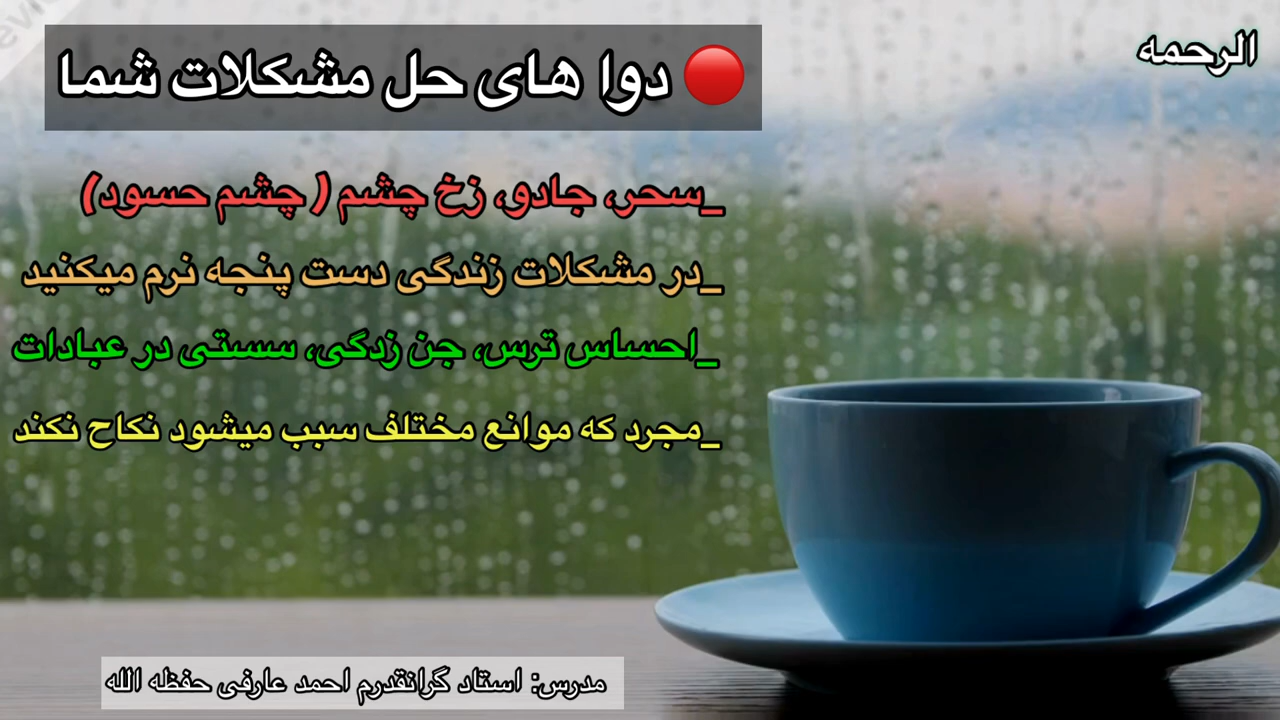 الرحمه
🔴 دوا های حل مشکلات شما
_سحر، جادو، زخ چشم ( چشم حسود)
_در مشکلات زندگی دست پنجه نرم میکنید
_احساس ترس، جن زدگی، سستی در عبادات
_مجرد که موانع مختلف سبب میشود نکاح نکند
مدرس: استاد گرانقدرم احمد عارفی حفظه الله